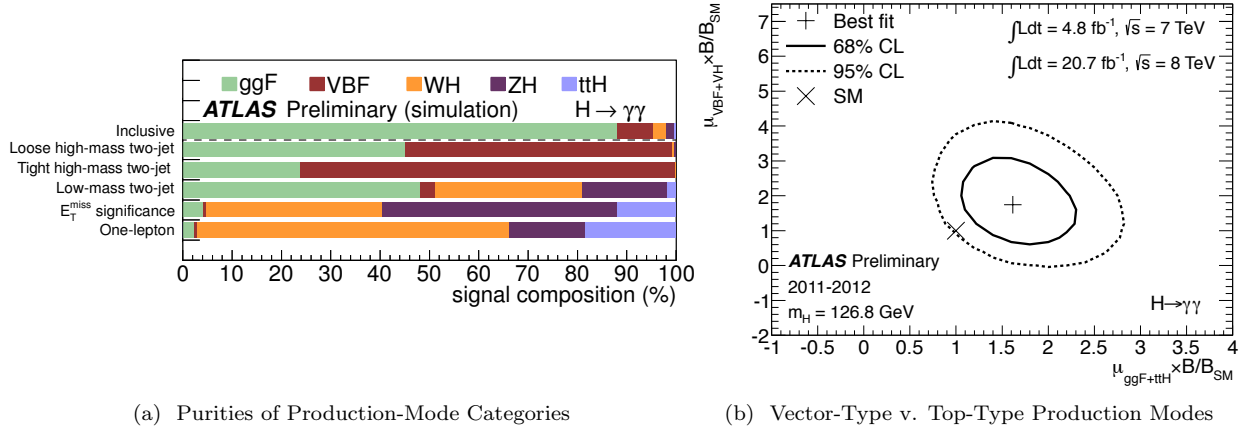 ggF VBF WH ZH ttH
ATLAS Preliminary (simulation) H → γγ
Inclusive
Loose high-mass two-jet
Tight high-mass two-jet
Low-mass two-jet
E_T^miss significance
One-lepton
0 10 20 30 40 50 60 70 80 90 100
signal composition (%)
(a) Purities of Production-Mode Categories
μ_VBF+VH ×B/B_SM
7
6
5
4
3
2
1
0
-1
-2
Best fit
68% CL
95% CL
SM
∫Ldt = 4.8 fb⁻¹, √s = 7 TeV
∫Ldt = 20.7 fb⁻¹, √s = 8 TeV
ATLAS Preliminary
2011-2012
m_H = 126.8 GeV
H→γγ
-1 -0.5 0 0.5 1 1.5 2 2.5 3 3.5 4
μ_ggF+ttH ×B/B_SM
(b) Vector-Type v. Top-Type Production Modes